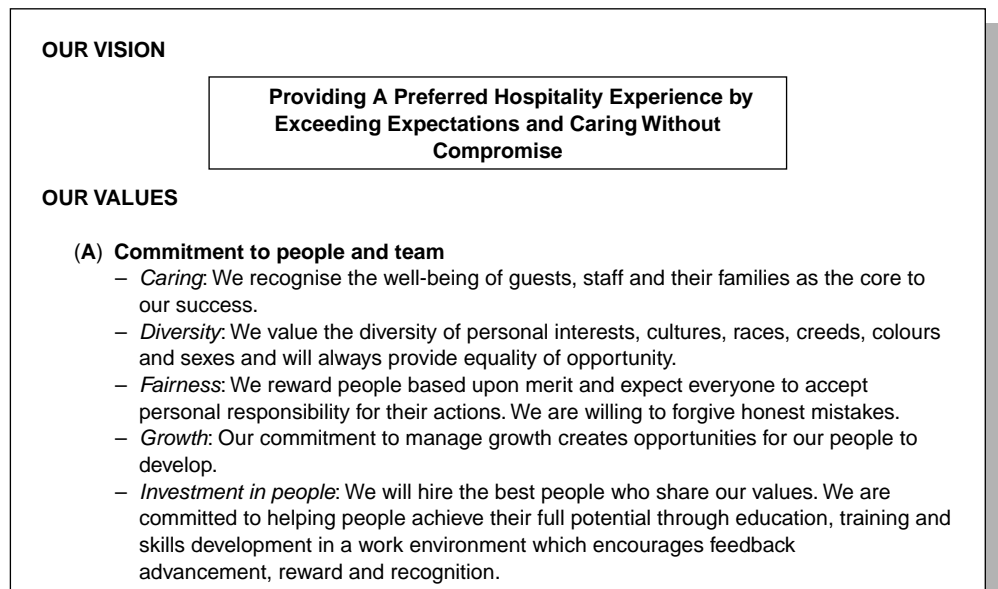 OUR VISION
Providing A Preferred Hospitality Experience by
Exceeding Expectations and Caring Without
Compromise
OUR VALUES
(A) Commitment to people and team
– Caring: We recognise the well-being of guests, staff and their families as the core to
our success.
– Diversity: We value the diversity of personal interests, cultures, races, creeds, colours
and sexes and will always provide equality of opportunity.
– Fairness: We reward people based upon merit and expect everyone to accept
personal responsibility for their actions. We are willing to forgive honest mistakes.
– Growth: Our commitment to manage growth creates opportunities for our people to
develop.
– Investment in people: We will hire the best people who share our values. We are
committed to helping people achieve their full potential through education, training and
skills development in a work environment which encourages feedback
advancement, reward and recognition.